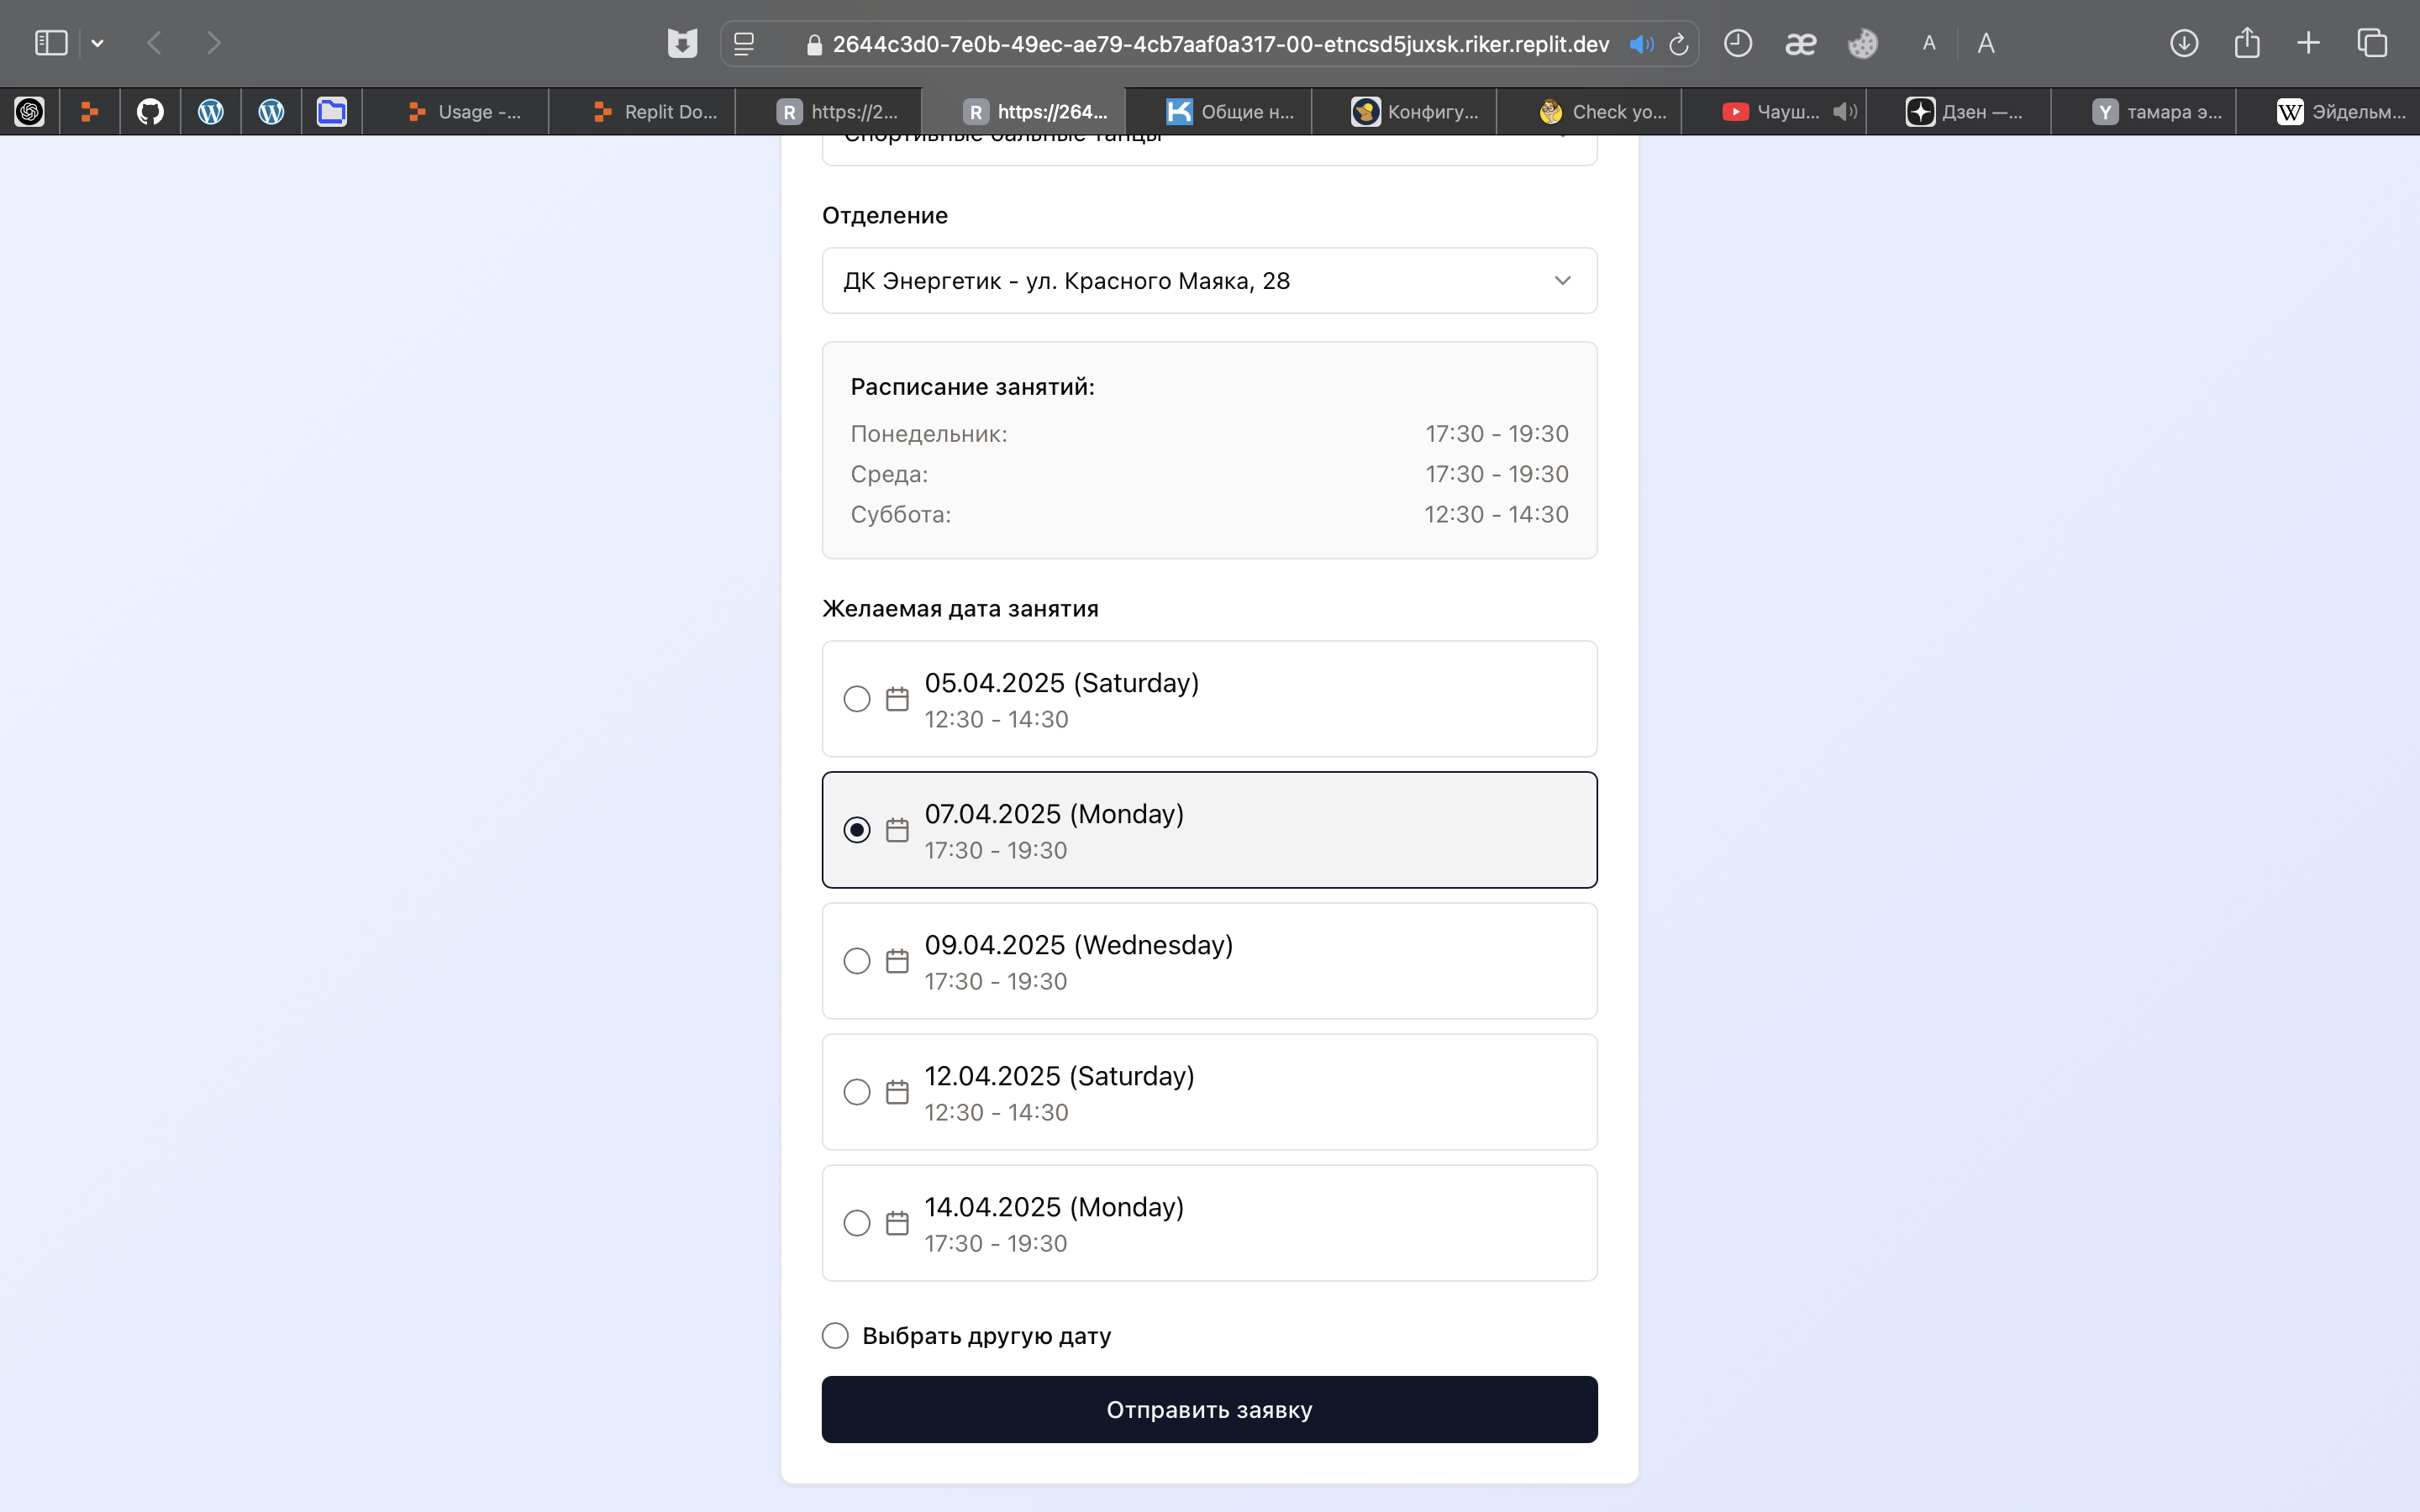 2644c3d0-7e0b-49ec-ae79-4cb7aaf0a317-00-etncsd5juxsk.riker.replit.dev
æ A A
Usage -... Replit Do... R https://2... R https://264... Общие н... Конфигу... Check yo... Чауш... Дзен —... Y тамара э... W Эйдельм...
Спортивные бальные танцы
Отделение
ДК Энергетик - ул. Красного Маяка, 28
Расписание занятий:
Понедельник: 17:30 - 19:30
Среда: 17:30 - 19:30
Суббота: 12:30 - 14:30
Желаемая дата занятия
05.04.2025 (Saturday)
12:30 - 14:30
07.04.2025 (Monday)
17:30 - 19:30
09.04.2025 (Wednesday)
17:30 - 19:30
12.04.2025 (Saturday)
12:30 - 14:30
14.04.2025 (Monday)
17:30 - 19:30
Выбрать другую дату
Отправить заявку